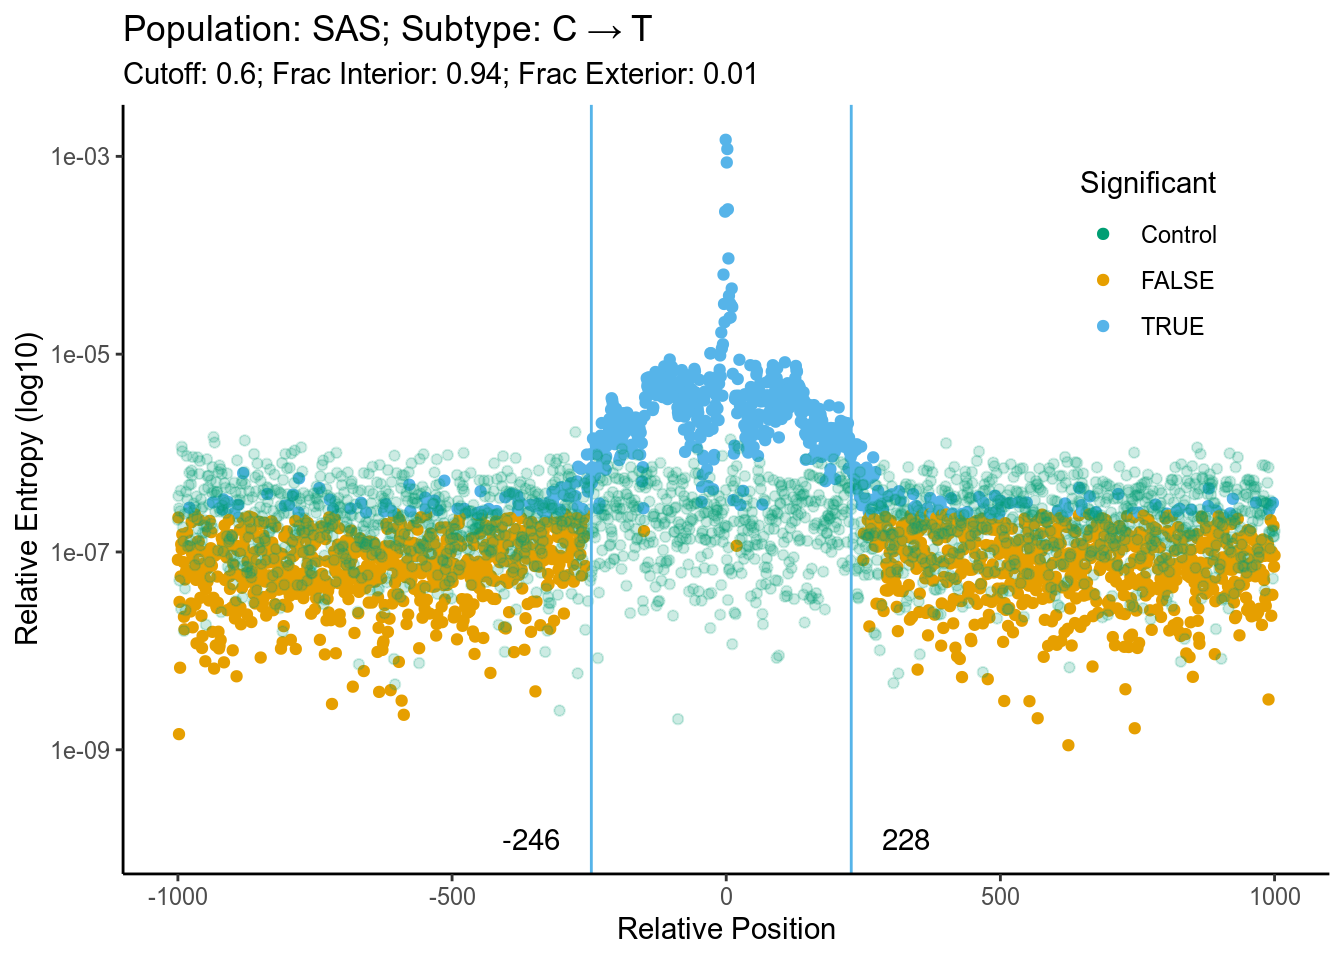 Population: SAS; Subtype: C → T
Cutoff: 0.6; Frac Interior: 0.94; Frac Exterior: 0.01
1e-03
1e-05
1e-07
1e-09
Relative Entropy (log10)
Significant
Control
FALSE
TRUE
-246
228
-1000
-500
0
500
1000
Relative Position